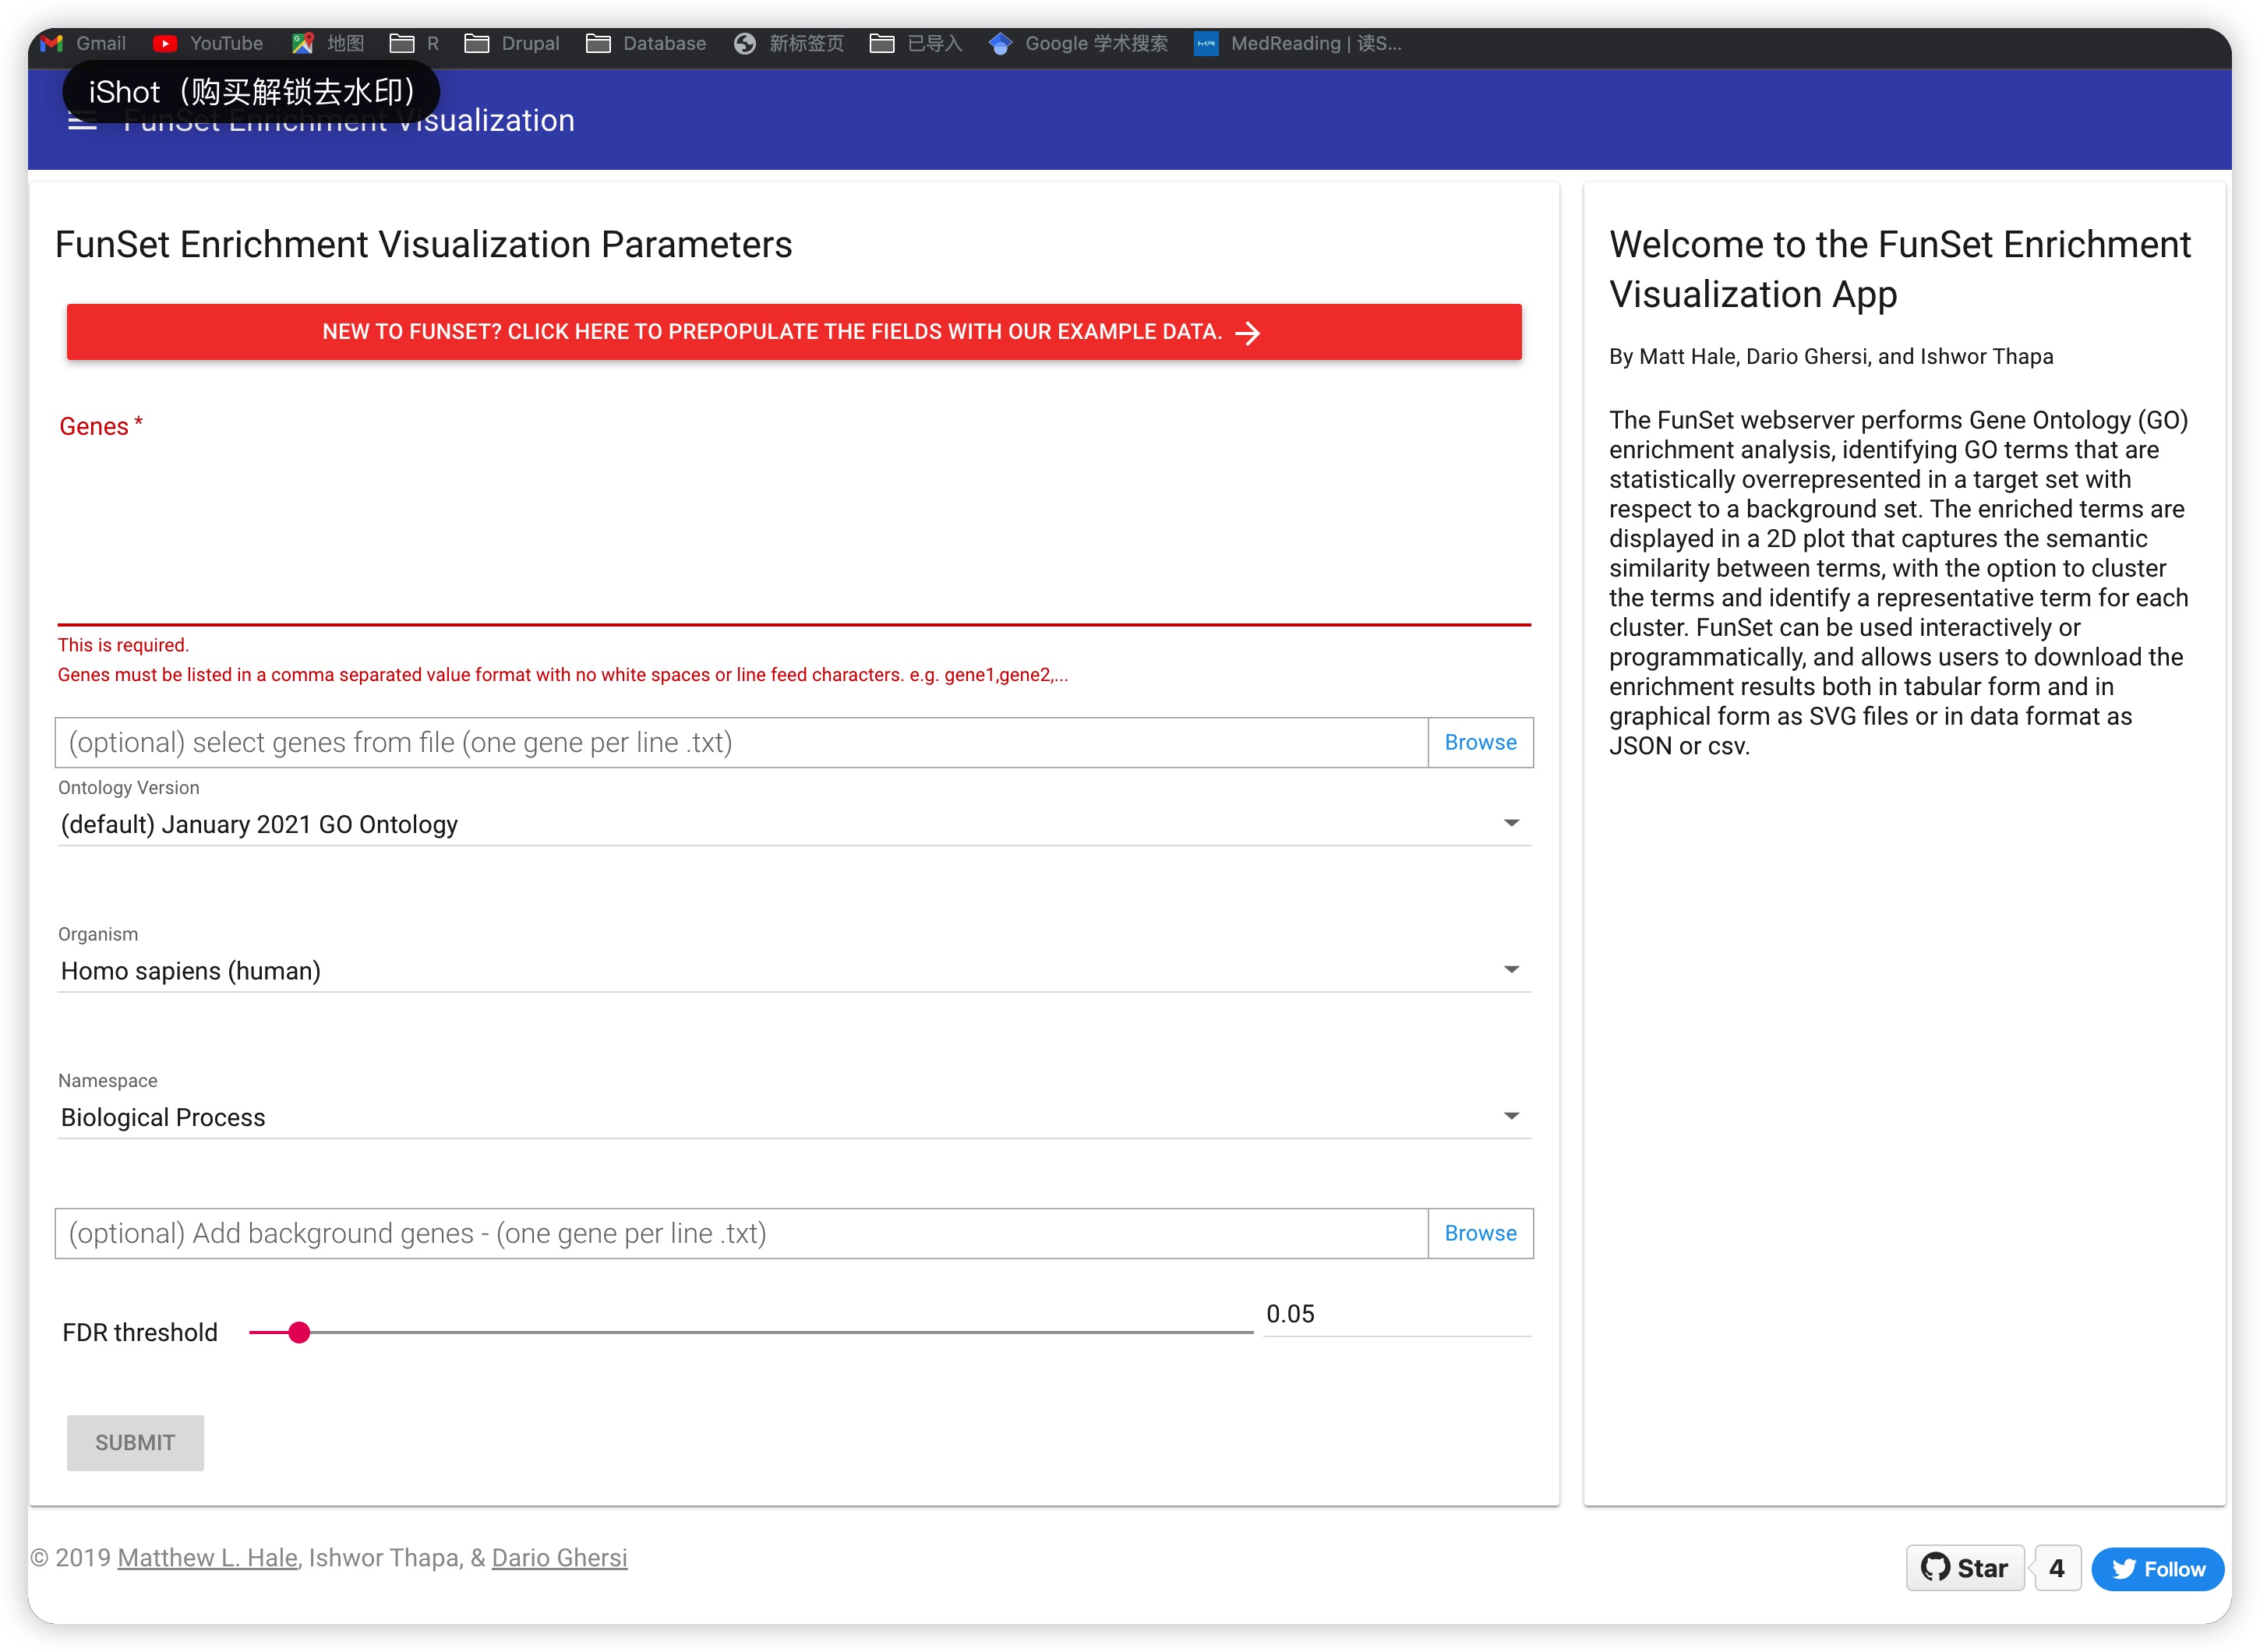 Gmail YouTube 地图 R Drupal Database 新标签页 已导入 Google 学术搜索 MedReading | 读S...
iShot（购买解锁去水印）
FunSet Enrichment Visualization
FunSet Enrichment Visualization Parameters
NEW TO FUNSET? CLICK HERE TO PREPOPULATE THE FIELDS WITH OUR EXAMPLE DATA.
Genes *
This is required.
Genes must be listed in a comma separated value format with no white spaces or line feed characters. e.g. gene1,gene2,...
(optional) select genes from file (one gene per line .txt) Browse
Ontology Version
(default) January 2021 GO Ontology
Organism
Homo sapiens (human)
Namespace
Biological Process
(optional) Add background genes - (one gene per line .txt) Browse
FDR threshold 0.05
SUBMIT
Welcome to the FunSet Enrichment
Visualization App
By Matt Hale, Dario Ghersi, and Ishwor Thapa
The FunSet webserver performs Gene Ontology (GO)
enrichment analysis, identifying GO terms that are
statistically overrepresented in a target set with
respect to a background set. The enriched terms are
displayed in a 2D plot that captures the semantic
similarity between terms, with the option to cluster
the terms and identify a representative term for each
cluster. FunSet can be used interactively or
programmatically, and allows users to download the
enrichment results both in tabular form and in
graphical form as SVG files or in data format as
JSON or csv.
© 2019 Matthew L. Hale, Ishwor Thapa, & Dario Ghersi
Star 4 Follow